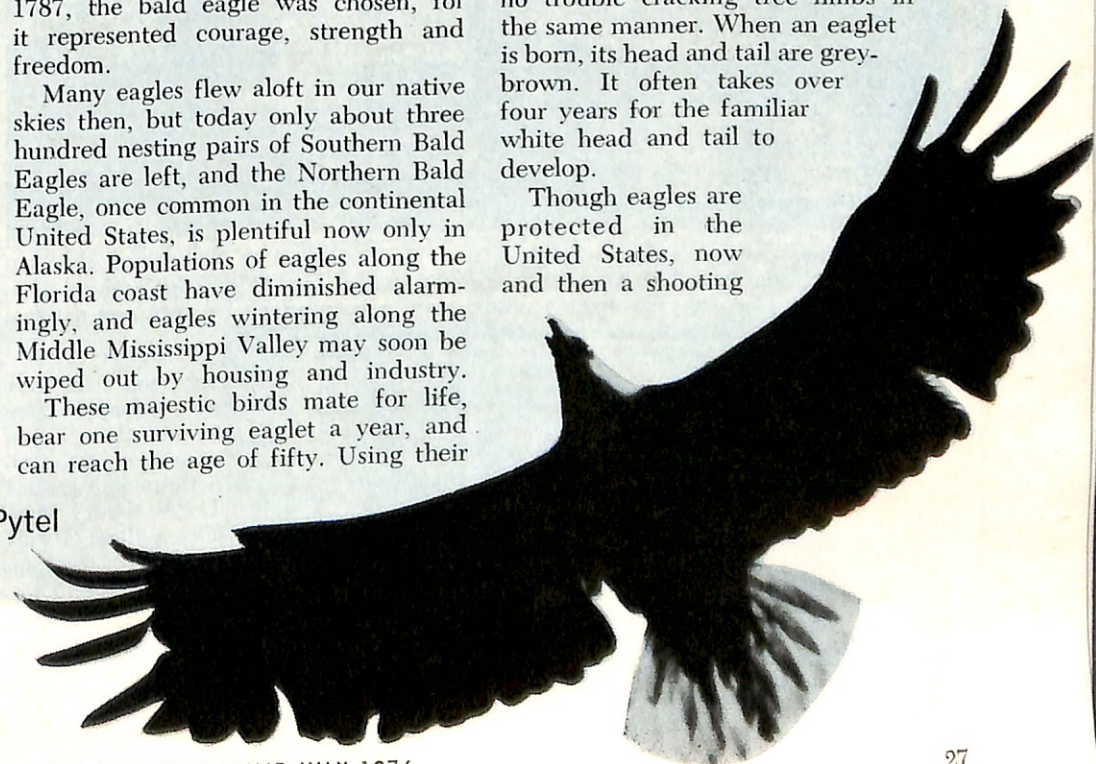 1787, the bald eagle was chosen, for
it represented courage, strength and
freedom.
Many eagles flew aloft in our native
skies then, but today only about three
hundred nesting pairs of Southern Bald
Eagles are left, and the Northern Bald
Eagle, once common in the continental
United States, is plentiful now only in
Alaska. Populations of eagles along the
Florida coast have diminished alarm-
ingly, and eagles wintering along the
Middle Mississippi Valley may soon be
wiped out by housing and industry.
These majestic birds mate for life,
bear one surviving eaglet a year, and
can reach the age of fifty. Using their
no trouble cracking tree limbs in
the same manner. When an eaglet
is born, its head and tail are grey-
brown. It often takes over
four years for the familiar
white head and tail to
develop.
Though eagles are
protected in the
United States, now
and then a shooting
Pytel
27